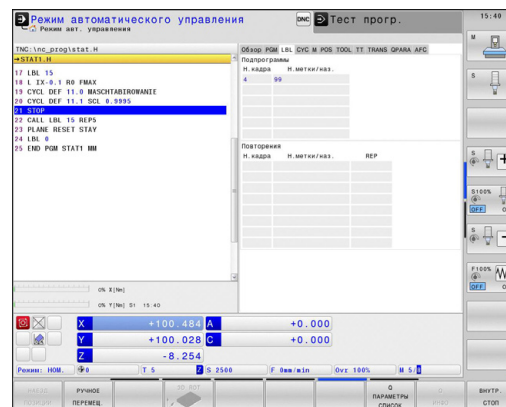 Режим автоматического управления
Режим авт. управления
DNC
Тест прогр.
15:40
TNC:\nc_prog\stat.H
→STAT1.H
17 LBL 15
18 L IX-0.1 R0 FMAX
19 CYCL DEF 11.0 MASCHTABIROWANIE
20 CYCL DEF 11.1 SCL 0.9995
21 STOP
22 CALL LBL 15 REP5
23 PLANE RESET STAY
24 LBL 0
25 END PGM STAT1 MM
Обзор PGM LBL CYC M POS TOOL TT TRANS QPARA AFC
Подпрограммы
Н.кадра Н.метки/наз.
4 99
Повторения
Н.кадра Н.метки/наз. REP
0% X[Nm]
0% Y[Nm] S1 15:40
X +100.484 A +0.000
Y +100.028 C +0.000
Z -8.254
Режим: НОМ. 0 T 5 Z S 2500 F 0mm/min Ovr 100% M 5/
M
S
S
S100%
OFF
S
F100%
OFF
РУЧНОЕ
ПЕРЕМЕЩ.
3D ROT
Q
ПАРАМЕТРЫ
СПИСОК
ВНУТР.
СТОП